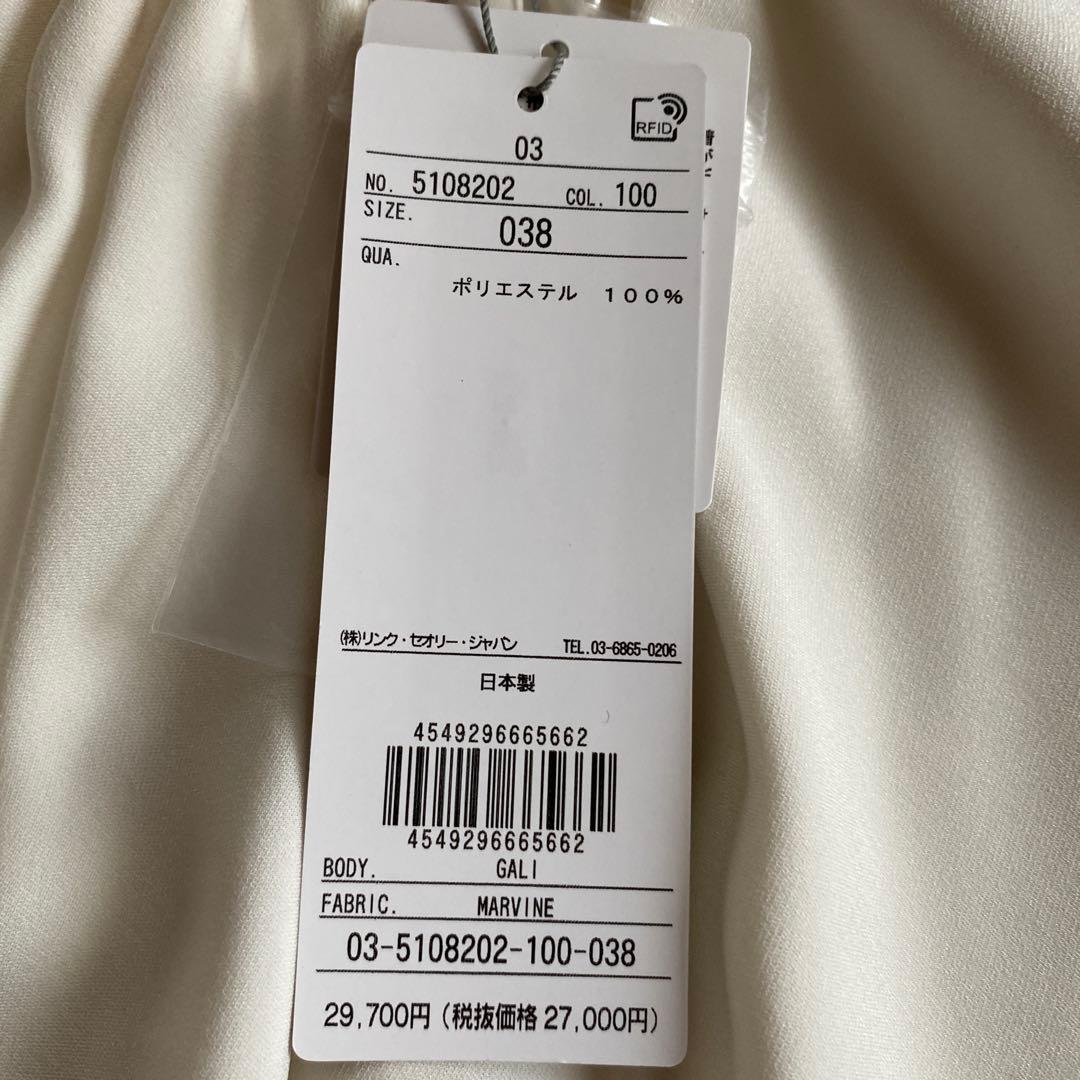 RFID
03
NO. 5108202 COL. 100
SIZE. 038
QUA.
ポリエステル 100%
(株)リンク・セオリー・ジャパン TEL.03-6865-0206
日本製
4549296665662
4549296665662
BODY. GALI
FABRIC. MARVINE
03-5108202-100-038
29,700円(税抜価格27,000円)